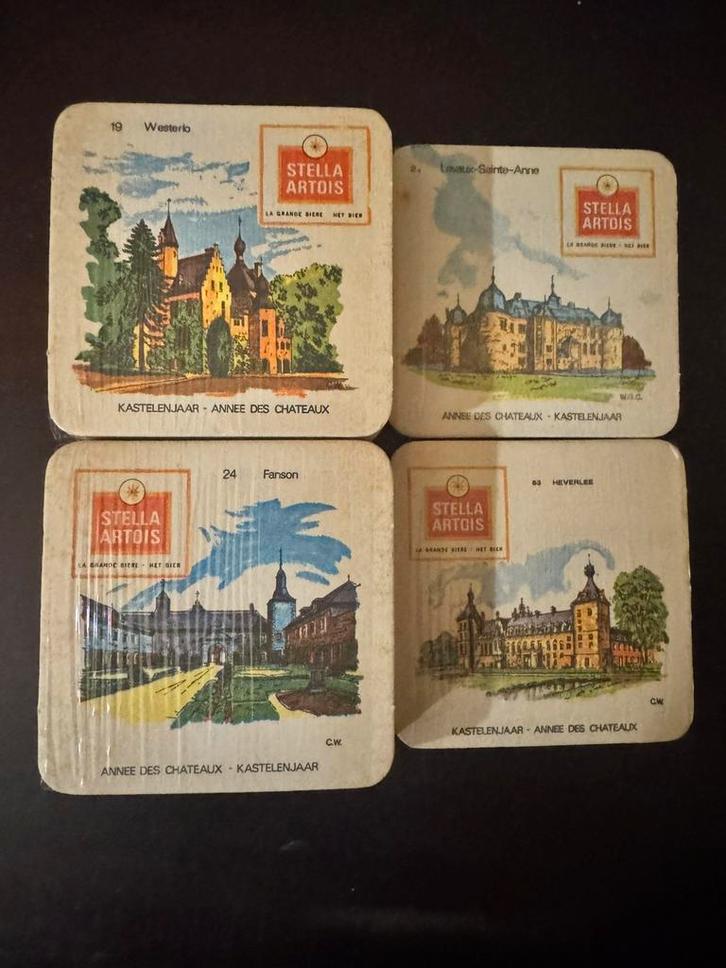 19 Westerlo
STELLA
ARTOIS
LA GRANDE BIERE HET BIER
KASTELENJAAR - ANNEE DES CHATEAUX
Lavaux-Sainte-Anne
STELLA
ARTOIS
LA GRANDE BIERE - HET BIER
W.G.C.
ANNEE DES CHATEAUX - KASTELENJAAR
24 Fanson
STELLA
ARTOIS
LA GRANDE BIERE - HET BIER
C.W.
ANNEE DES CHATEAUX - KASTELENJAAR
53 HEVERLEE
STELLA
ARTOIS
LA GRANDE BIERE - HET BIER
C.W.
KASTELENJAAR - ANNEE DES CHATEAUX